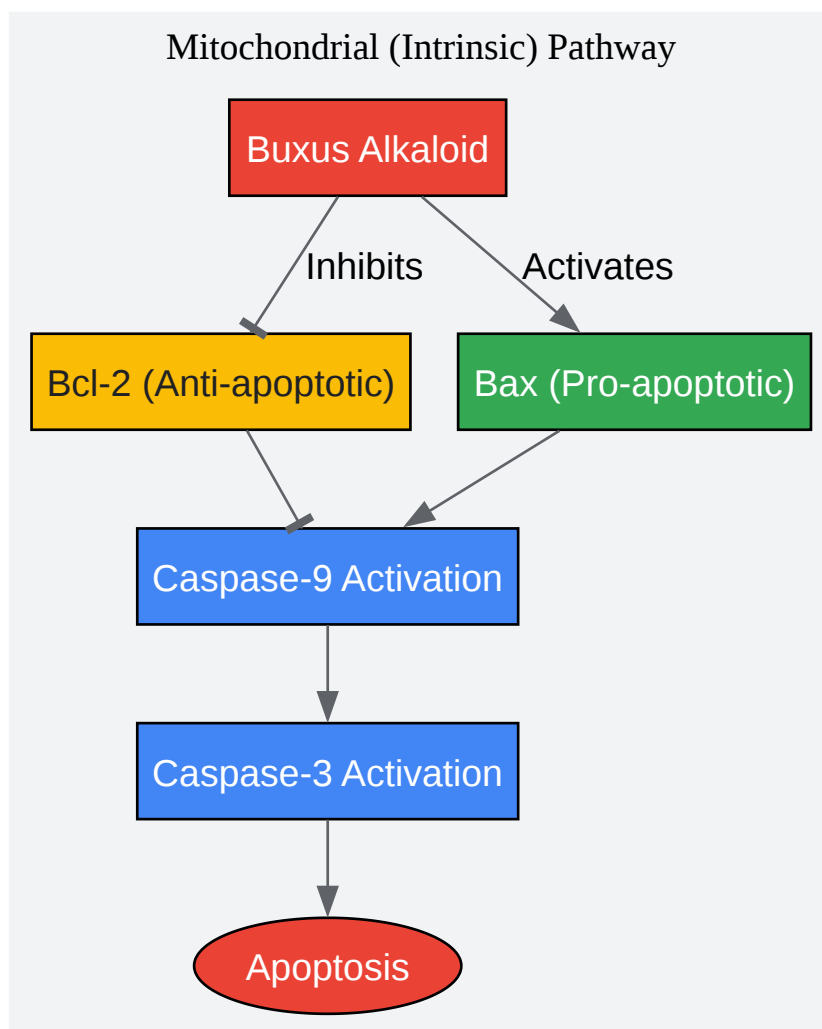 Mitochondrial (Intrinsic) Pathway
Buxus Alkaloid
Inhibits
Activates
Bcl-2 (Anti-apoptotic)
Bax (Pro-apoptotic)
Caspase-9 Activation
Caspase-3 Activation
Apoptosis